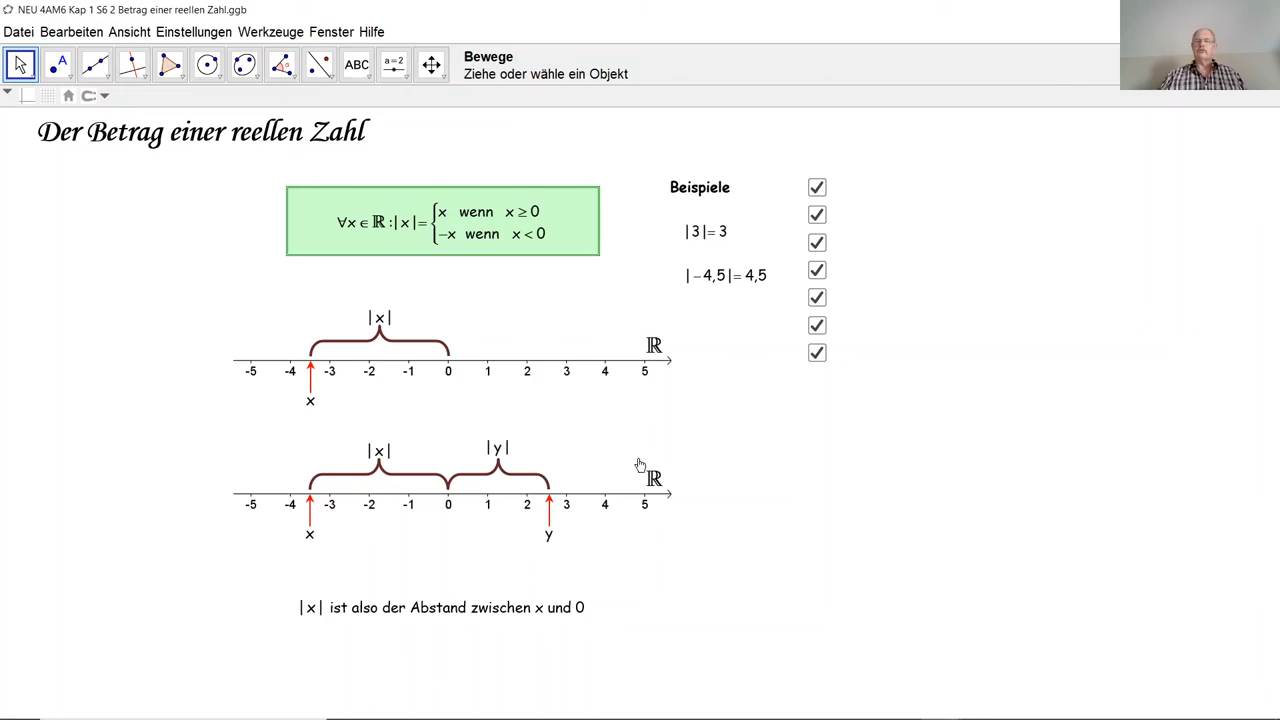 NEU 4AM6 Kap 1 S6 2 Betrag einer reellen Zahl.ggb
Datei Bearbeiten Ansicht Einstellungen Werkzeuge Fenster Hilfe
A
ABC
a=2
Bewege
Ziehe oder wähle ein Objekt
Der Betrag einer reellen Zahl
∀x ∈ ℝ :|x|= { x wenn x ≥ 0
−x wenn x < 0
Beispiele
|3|= 3
|−4,5|= 4,5
|x|
ℝ
-5 -4 -3 -2 -1 0 1 2 3 4 5
x
|x| |y|
ℝ
-5 -4 -3 -2 -1 0 1 2 3 4 5
x y
|x| ist also der Abstand zwischen x und 0